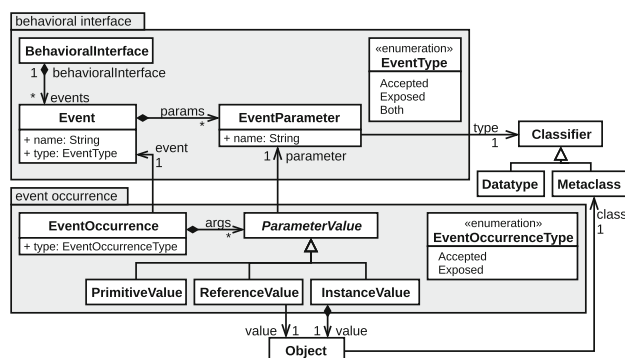 behavioral interface
BehavioralInterface
1 behavioralInterface
* events
Event
+ name: String
+ type: EventType
params
*
EventParameter
+ name: String
«enumeration»
EventType
Accepted
Exposed
Both
type
1
Classifier
Datatype
Metaclass
event
1
1 parameter
event occurrence
EventOccurrence
+ type: EventOccurrenceType
args
*
ParameterValue
«enumeration»
EventOccurrenceType
Accepted
Exposed
class
1
PrimitiveValue
ReferenceValue
InstanceValue
value 1
1 value
Object